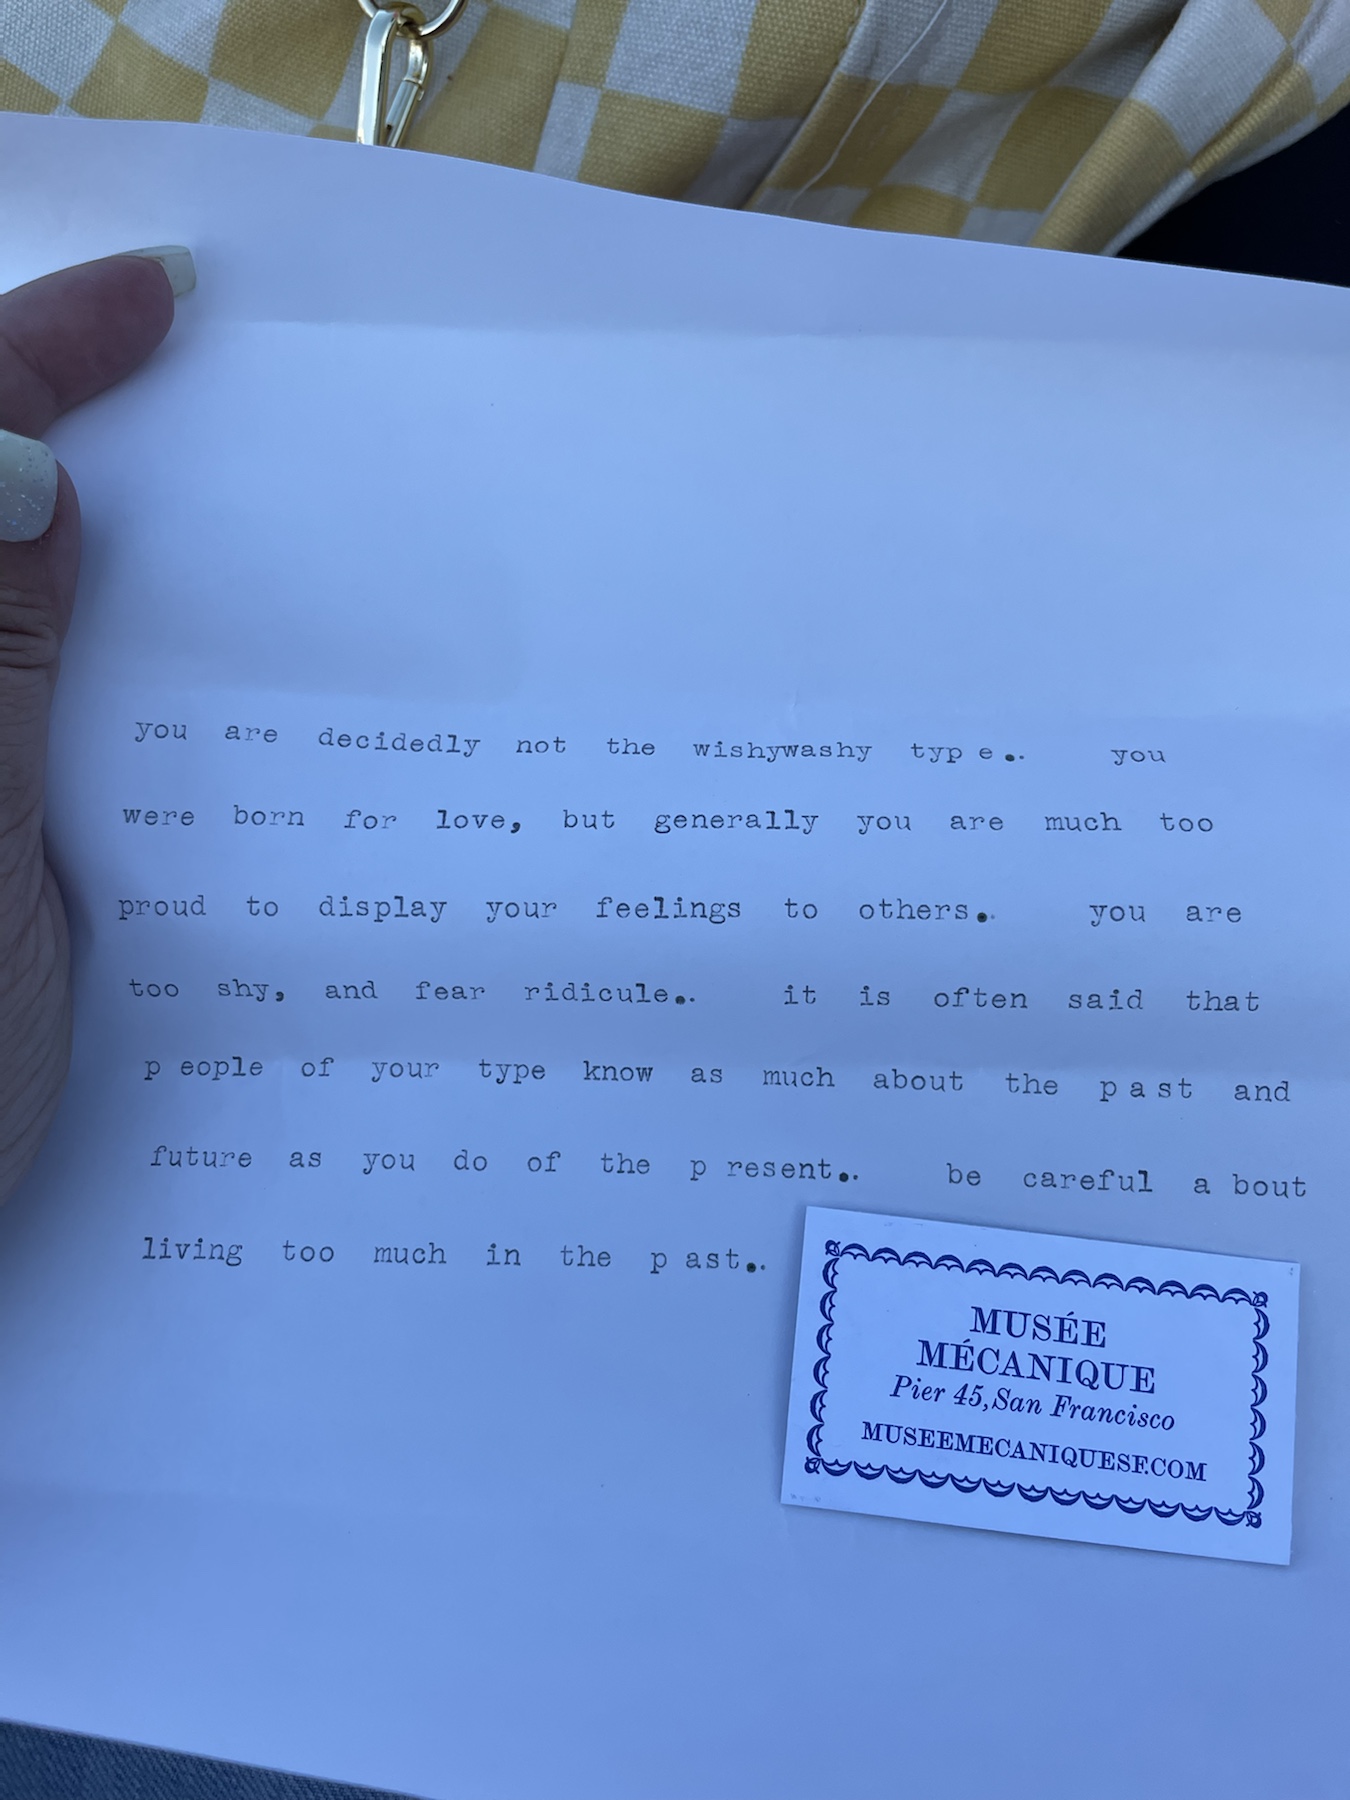 you are decidedly not the wishywashy typ e.. you
were born for love, but generally you are much too
proud to display your feelings to others.. you are
too shy, and fear ridicule.. it is often said that
p eople of your type know as much about the p a s t and
future as you do of the p resent.. be careful a bout
living too much in the p ast..
MUSÉE
MÉCANIQUE
Pier 45, San Francisco
MUSEEMECANIQUESF.COM